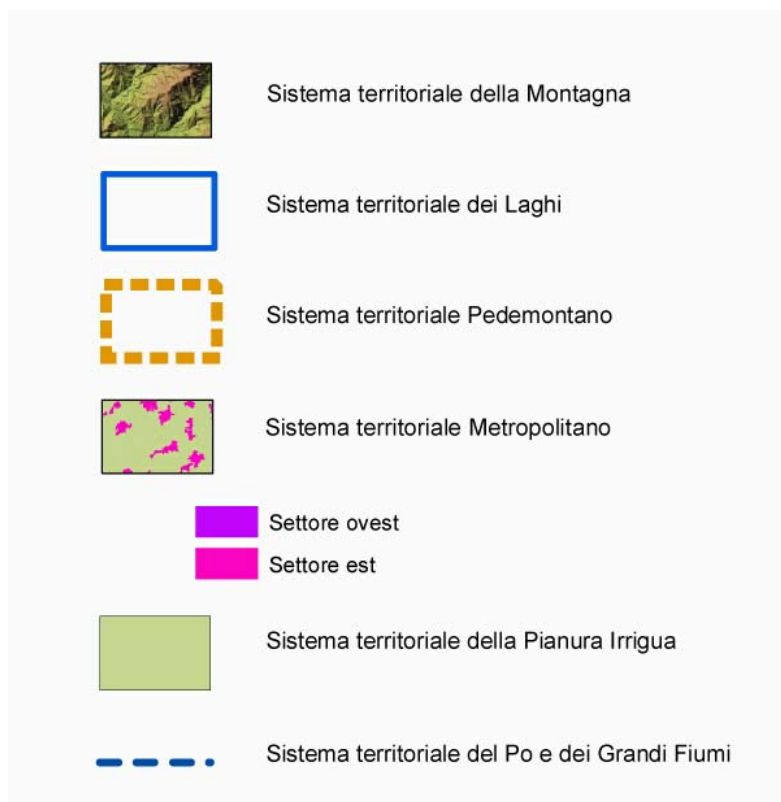 Sistema territoriale della Montagna
Sistema territoriale dei Laghi
Sistema territoriale Pedemontano
Sistema territoriale Metropolitano
Settore ovest
Settore est
Sistema territoriale della Pianura Irrigua
Sistema territoriale del Po e dei Grandi Fiumi